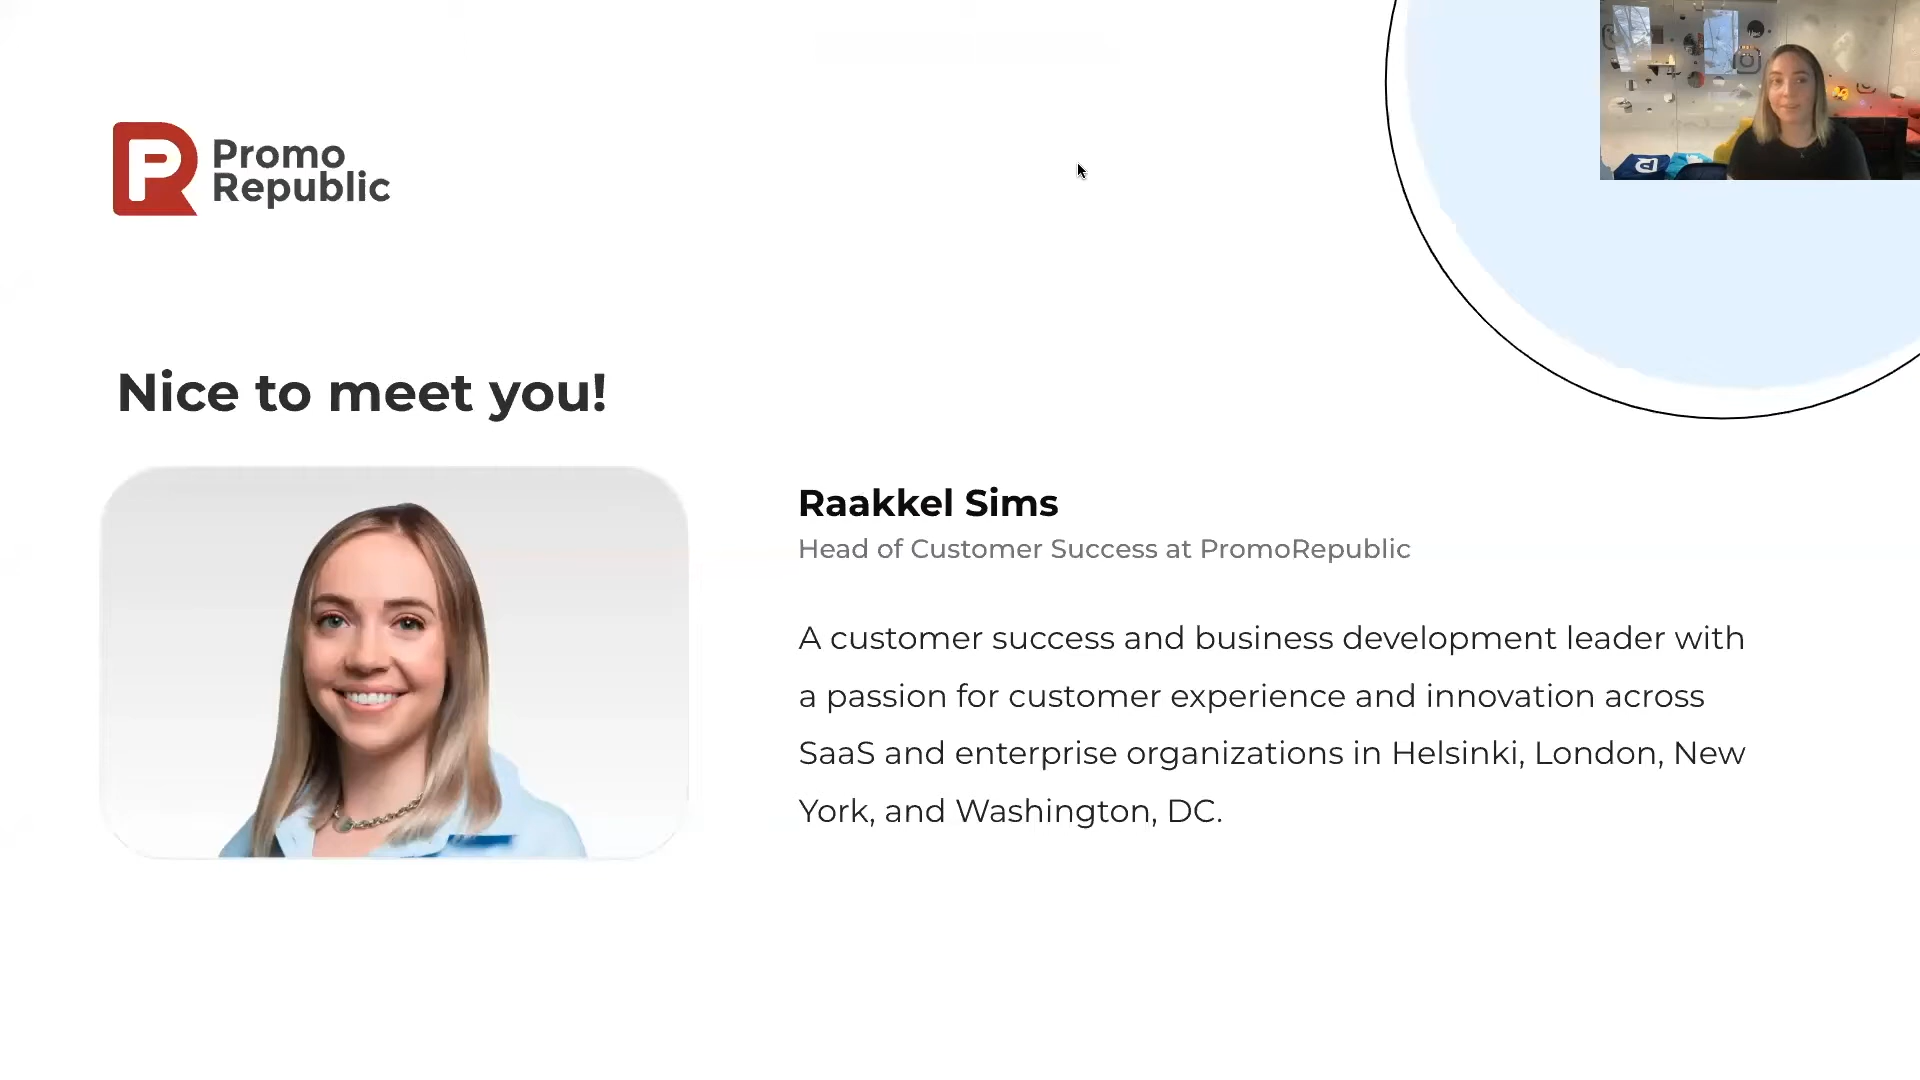 Promo
Republic
Nice to meet you!
Raakkel Sims
Head of Customer Success at PromoRepublic
A customer success and business development leader with
a passion for customer experience and innovation across
SaaS and enterprise organizations in Helsinki, London, New
York, and Washington, DC.